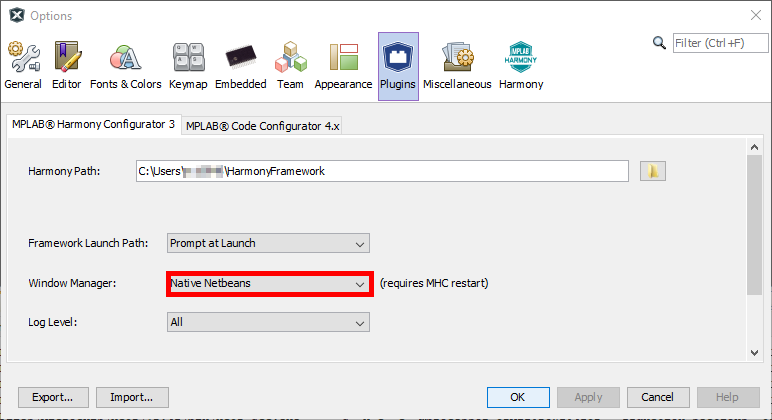 Options
General Editor Fonts & Colors Keymap Embedded Team Appearance Plugins Miscellaneous Harmony
MPLAB HARMONY
Filter (Ctrl+F)
MPLAB® Harmony Configurator 3 MPLAB® Code Configurator 4.x
Harmony Path: C:\Users\ \HarmonyFramework
Framework Launch Path: Prompt at Launch
Window Manager: Native Netbeans (requires MHC restart)
Log Level: All
Export... Import... OK Apply Cancel Help